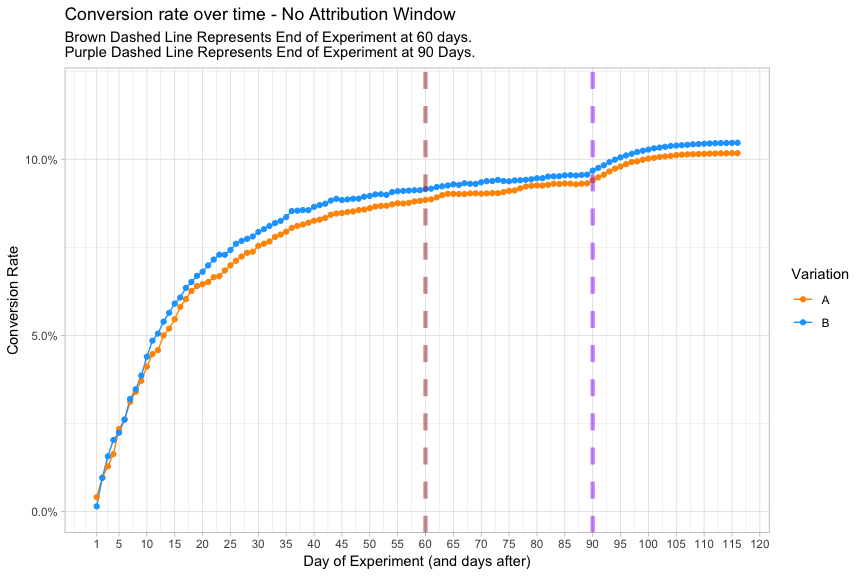 Conversion rate over time - No Attribution Window
Brown Dashed Line Represents End of Experiment at 60 days.
Purple Dashed Line Represents End of Experiment at 90 Days.
10.0%
5.0%
0.0%
Conversion Rate
1 5 10 15 20 25 30 35 40 45 50 55 60 65 70 75 80 85 90 95 100 105 110 115 120
Day of Experiment (and days after)
Variation
A
B